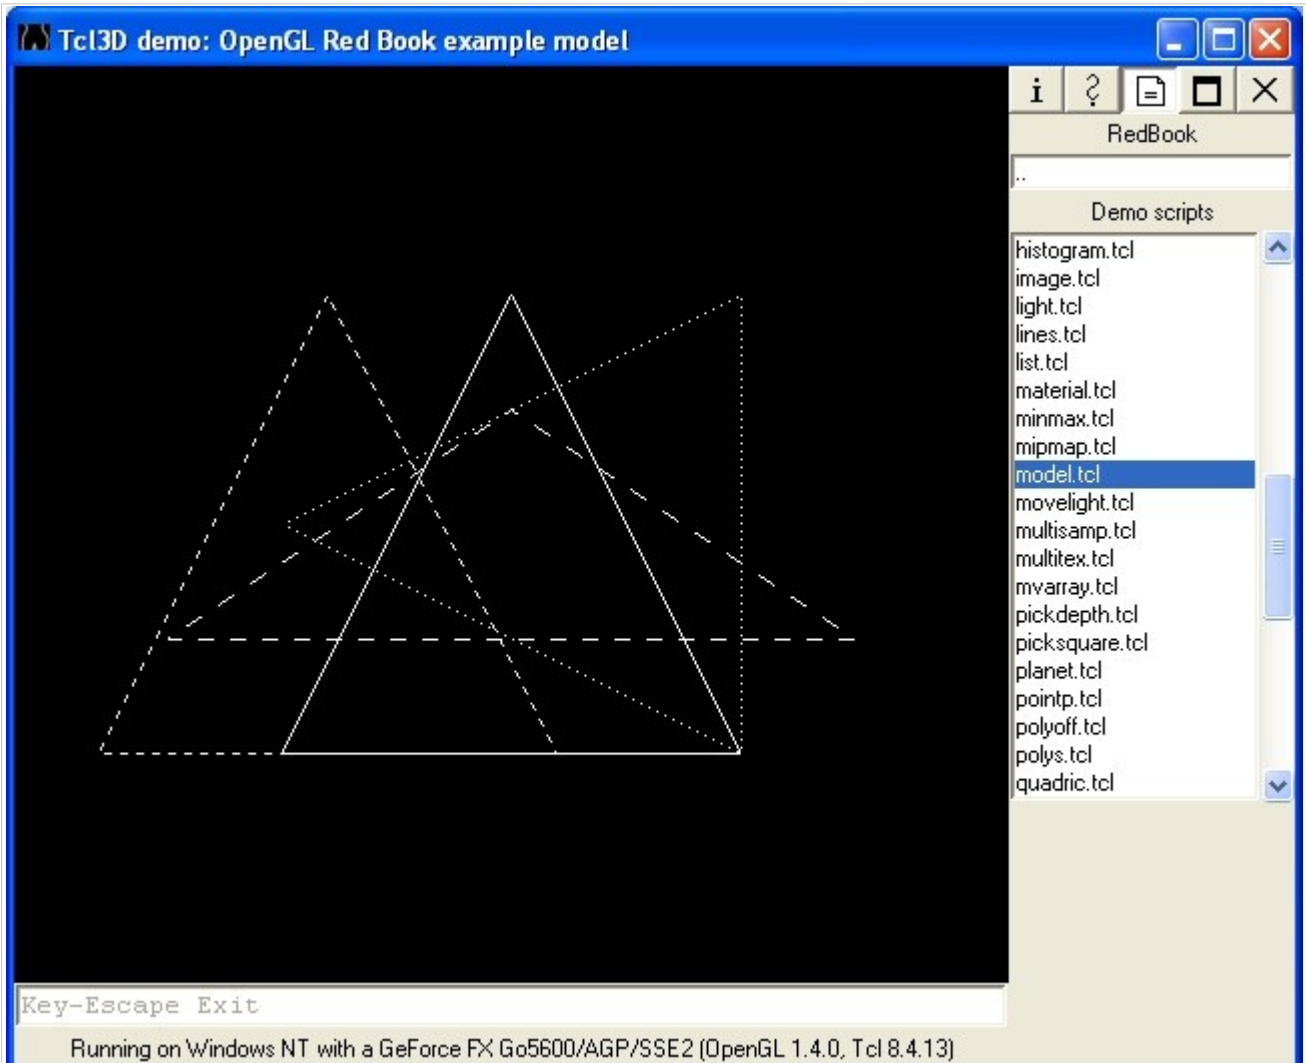 Tcl3D demo: OpenGL Red Book example model
i ?
RedBook
..
Demo scripts
histogram.tcl
image.tcl
light.tcl
lines.tcl
list.tcl
material.tcl
minmax.tcl
mipmap.tcl
model.tcl
movelight.tcl
multisamp.tcl
multitex.tcl
mvarray.tcl
pickdepth.tcl
picksquare.tcl
planet.tcl
pointp.tcl
polyoff.tcl
polys.tcl
quadric.tcl
Key-Escape Exit
Running on Windows NT with a GeForce FX Go5600/AGP/SSE2 (OpenGL 1.4.0, Tcl 8.4.13)